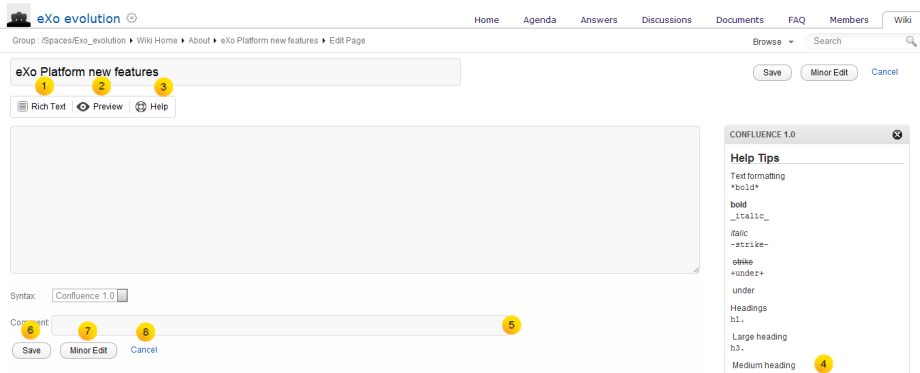 eXo evolution
Home Agenda Answers Discussions Documents FAQ Members Wiki
Group : /Spaces/Exo_evolution ▸ Wiki Home ▸ About ▸ eXo Platform new features ▸ Edit Page
Browse Search
eXo Platform new features
Save Minor Edit Cancel
1 2 3
Rich Text Preview Help
CONFLUENCE 1.0
Help Tips
Text formatting
*bold*
bold
_italic_
italic
-strike-
strike
+under+
under
Headings
h1.
Large heading
h3.
Medium heading
4
Syntax: Confluence 1.0
Comment:
5
6 7 8
Save Minor Edit Cancel